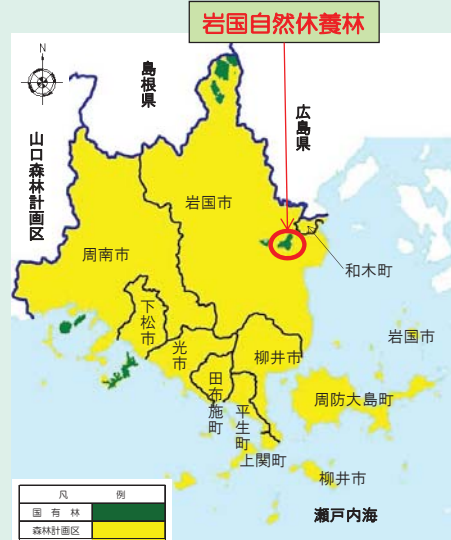 岩国自然休養林
N
島根県
広島県
山口森林計画区
岩国市
周南市
和木町
下松市
岩国市
光市
柳井市
田布施町
周防大島町
平生町
上関町
柳井市
瀬戸内海
凡 例
国有林
森林計画区